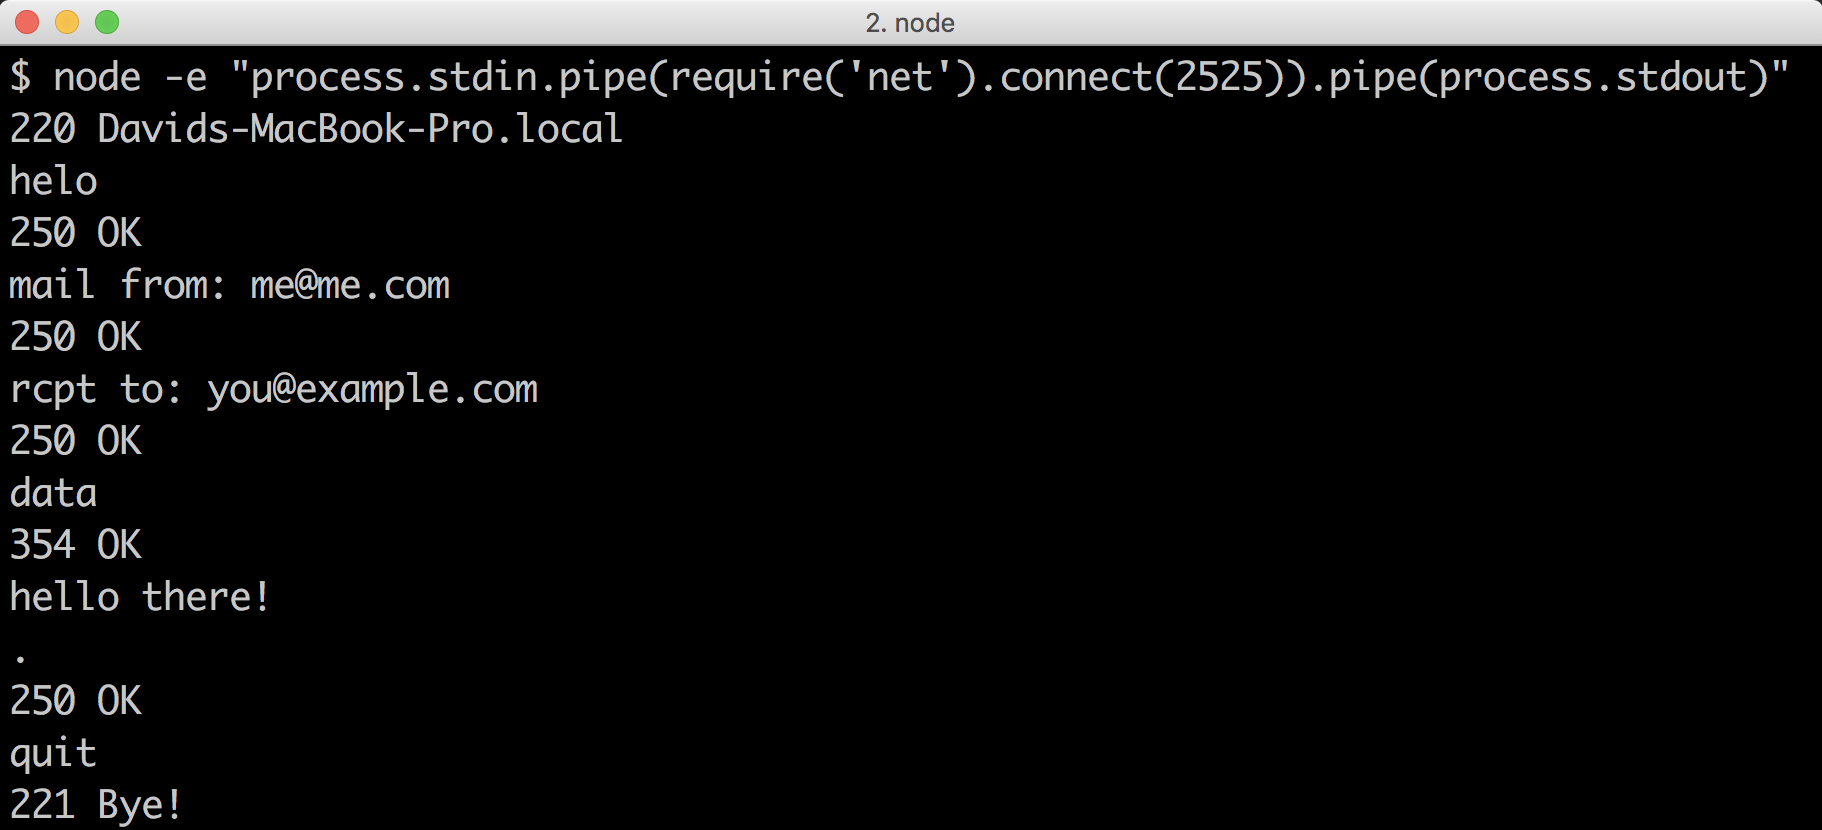 2. node
$ node -e "process.stdin.pipe(require('net').connect(2525)).pipe(process.stdout)"
220 Davids-MacBook-Pro.local
helo
250 OK
mail from: me@me.com
250 OK
rcpt to: you@example.com
250 OK
data
354 OK
hello there!
.
250 OK
quit
221 Bye!